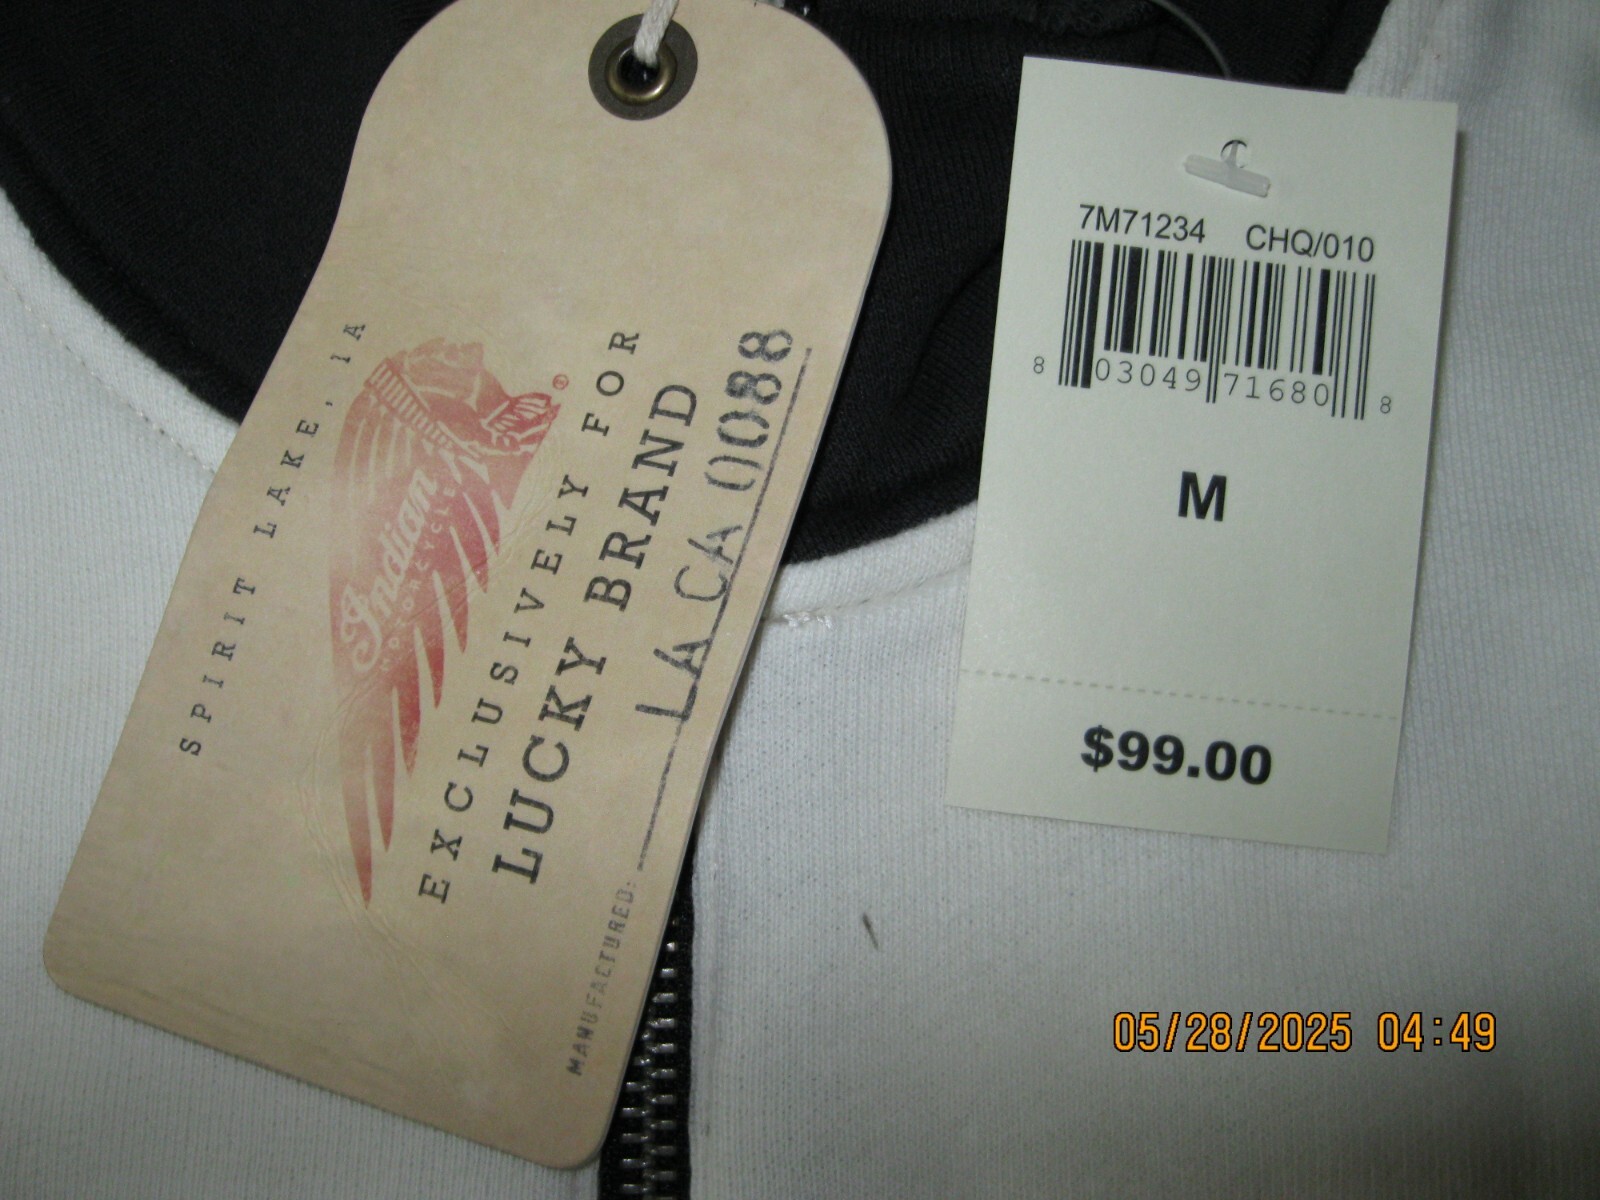 SPIRIT LAKE, IA
Indian
MOTORCYCLE
®
EXCLUSIVELY FOR
LUCKY BRAND
MANUFACTURED: LA CA 0088
7M71234 CHQ/010
8 03049 71680 8
M
$99.00
05/28/2025 04:49